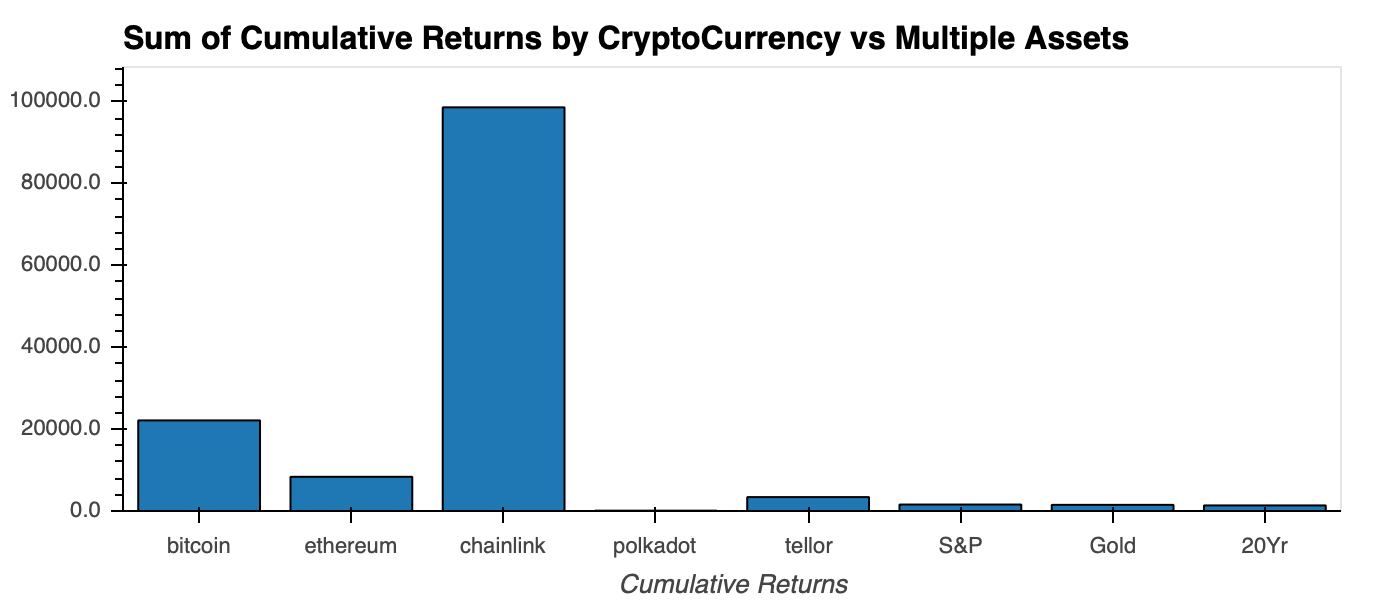 Sum of Cumulative Returns by CryptoCurrency vs Multiple Assets
100000.0
80000.0
60000.0
40000.0
20000.0
0.0
bitcoin ethereum chainlink polkadot tellor S&P Gold 20Yr
Cumulative Returns